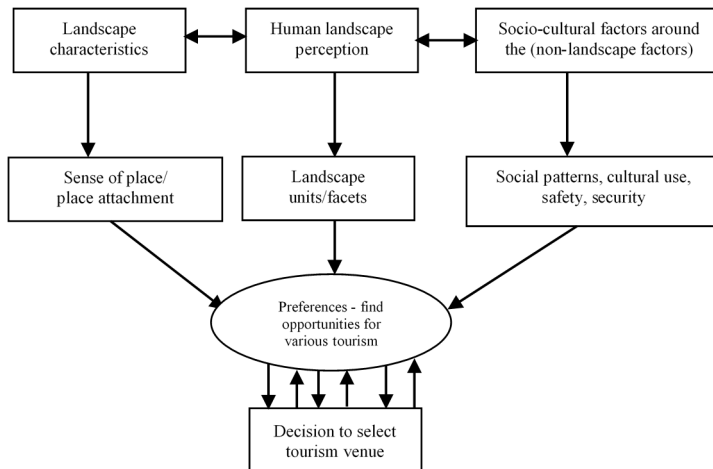 Landscape
characteristics
Human landscape
perception
Socio-cultural factors around
the (non-landscape factors)
Sense of place/
place attachment
Landscape
units/facets
Social patterns, cultural use,
safety, security
Preferences - find
opportunities for
various tourism
Decision to select
tourism venue